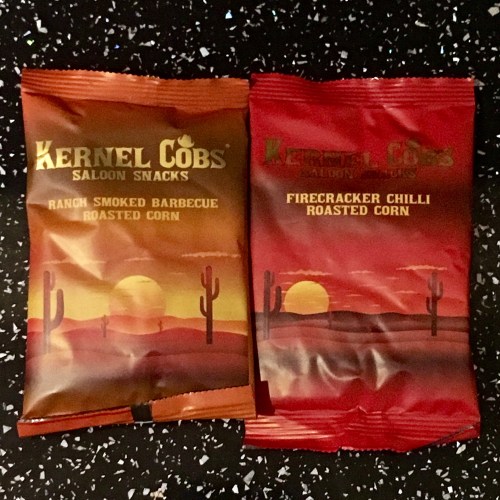 KERNEL COBS
SALOON SNACKS
RANCH SMOKED BARBECUE
ROASTED CORN
KERNEL COBS
SALOON SNACKS
FIRECRACKER CHILLI
ROASTED CORN